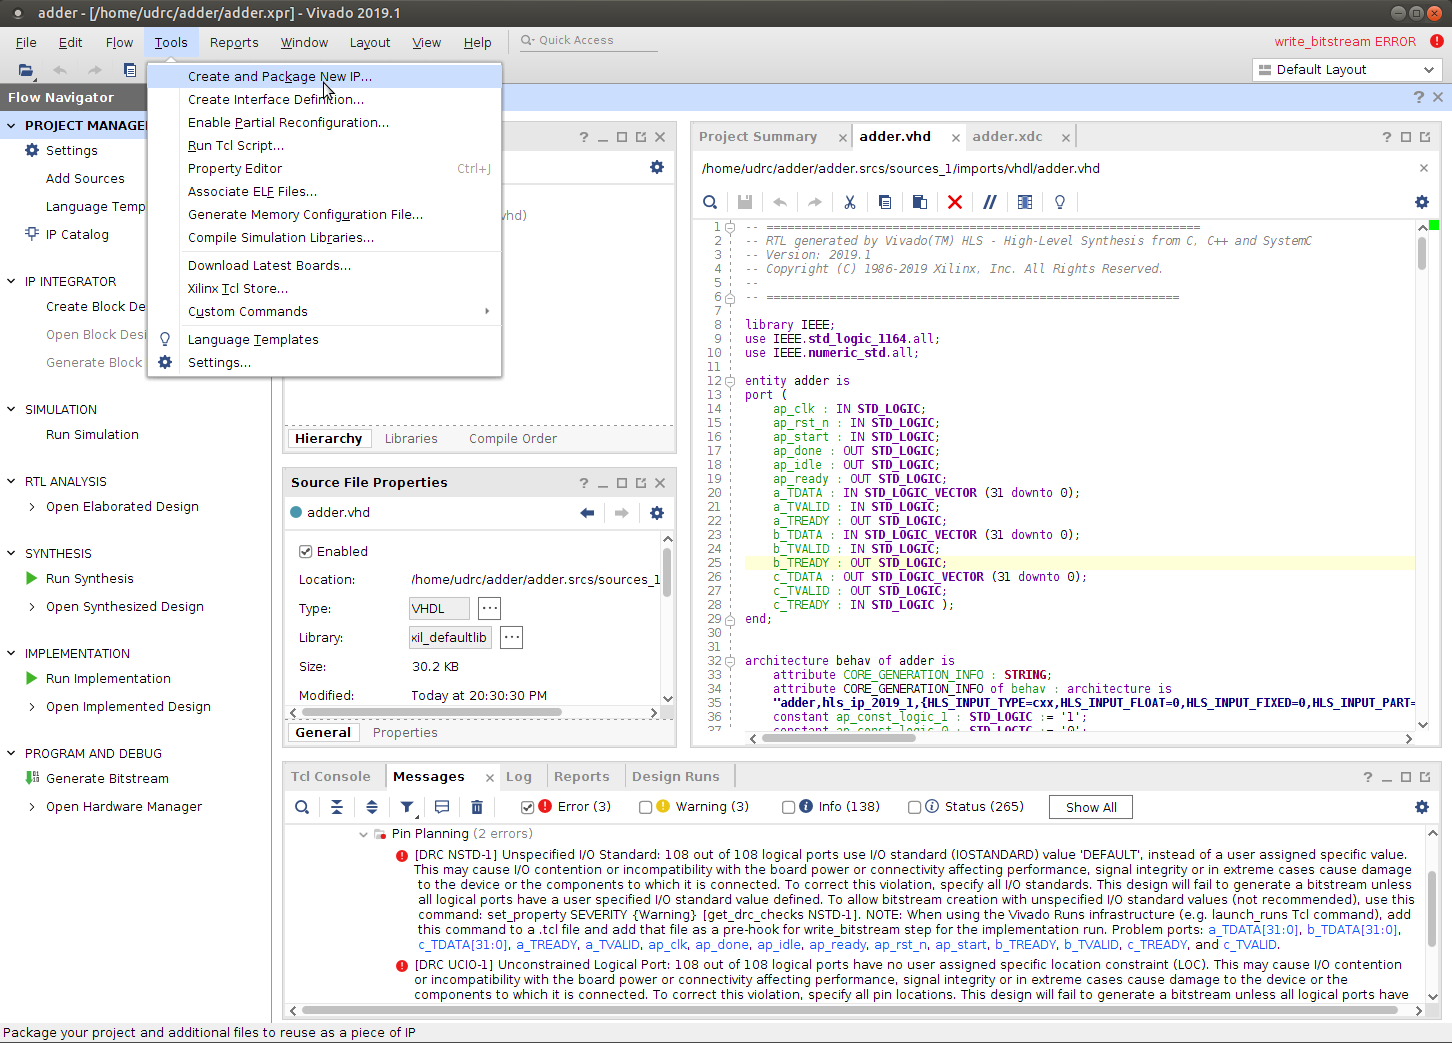 adder - [/home/udrc/adder/adder.xpr] - Vivado 2019.1
File Edit Flow Tools Reports Window Layout View Help Quick Access write_bitstream ERROR
Default Layout
Flow Navigator
PROJECT MANAGE
Settings
Add Sources
Language Temp
IP Catalog
IP INTEGRATOR
Create Block De
Open Block Desi
Generate Block
SIMULATION
Run Simulation
RTL ANALYSIS
Open Elaborated Design
SYNTHESIS
Run Synthesis
Open Synthesized Design
IMPLEMENTATION
Run Implementation
Open Implemented Design
PROGRAM AND DEBUG
Generate Bitstream
Open Hardware Manager
Create and Package New IP...
Create Interface Definition...
Enable Partial Reconfiguration...
Run Tcl Script...
Property Editor Ctrl+J
Associate ELF Files...
Generate Memory Configuration File...
Compile Simulation Libraries...
Download Latest Boards...
Xilinx Tcl Store...
Custom Commands
Language Templates
Settings...
vhd)
Hierarchy Libraries Compile Order
Source File Properties
adder.vhd
Enabled
Location: /home/udrc/adder/adder.srcs/sources_1
Type: VHDL
Library: xil_defaultlib
Size: 30.2 KB
Modified: Today at 20:30:30 PM
General Properties
Project Summary adder.vhd adder.xdc
/home/udrc/adder/adder.srcs/sources_1/imports/vhdl/adder.vhd
1 -- ==============================================================
2 -- RTL generated by Vivado(TM) HLS - High-Level Synthesis from C, C++ and SystemC
3 -- Version: 2019.1
4 -- Copyright (C) 1986-2019 Xilinx, Inc. All Rights Reserved.
5 --
6 -- ===========================================================
7
8 library IEEE;
9 use IEEE.std_logic_1164.all;
10 use IEEE.numeric_std.all;
11
12 entity adder is
13 port (
14 ap_clk : IN STD_LOGIC;
15 ap_rst_n : IN STD_LOGIC;
16 ap_start : IN STD_LOGIC;
17 ap_done : OUT STD_LOGIC;
18 ap_idle : OUT STD_LOGIC;
19 ap_ready : OUT STD_LOGIC;
20 a_TDATA : IN STD_LOGIC_VECTOR (31 downto 0);
21 a_TVALID : IN STD_LOGIC;
22 a_TREADY : OUT STD_LOGIC;
23 b_TDATA : IN STD_LOGIC_VECTOR (31 downto 0);
24 b_TVALID : IN STD_LOGIC;
25 b_TREADY : OUT STD_LOGIC;
26 c_TDATA : OUT STD_LOGIC_VECTOR (31 downto 0);
27 c_TVALID : OUT STD_LOGIC;
28 c_TREADY : IN STD_LOGIC );
29 end;
30
31
32 architecture behav of adder is
33 attribute CORE_GENERATION_INFO : STRING;
34 attribute CORE_GENERATION_INFO of behav : architecture is
35 "adder,hls_ip_2019_1,{HLS_INPUT_TYPE=cxx,HLS_INPUT_FLOAT=0,HLS_INPUT_FIXED=0,HLS_INPUT_PART=
36 constant ap_const_logic_1 : STD_LOGIC := '1';
37 constant ap_const_logic_0 : STD_LOGIC := '0';
Tcl Console Messages Log Reports Design Runs
Error (3) Warning (3) Info (138) Status (265) Show All
Pin Planning (2 errors)
[DRC NSTD-1] Unspecified I/O Standard: 108 out of 108 logical ports use I/O standard (IOSTANDARD) value 'DEFAULT', instead of a user assigned specific value.
This may cause I/O contention or incompatibility with the board power or connectivity affecting performance, signal integrity or in extreme cases cause damage
to the device or the components to which it is connected. To correct this violation, specify all I/O standards. This design will fail to generate a bitstream unless
all logical ports have a user specified I/O standard value defined. To allow bitstream creation with unspecified I/O standard values (not recommended), use this
command: set_property SEVERITY {Warning} [get_drc_checks NSTD-1]. NOTE: When using the Vivado Runs infrastructure (e.g. launch_runs Tcl command), add
this command to a .tcl file and add that file as a pre-hook for write_bitstream step for the implementation run. Problem ports: a_TDATA[31:0], b_TDATA[31:0],
c_TDATA[31:0], a_TREADY, a_TVALID, ap_clk, ap_done, ap_idle, ap_ready, ap_rst_n, ap_start, b_TREADY, b_TVALID, c_TREADY, and c_TVALID.
[DRC UCIO-1] Unconstrained Logical Port: 108 out of 108 logical ports have no user assigned specific location constraint (LOC). This may cause I/O contention
or incompatibility with the board power or connectivity affecting performance, signal integrity or in extreme cases cause damage to the device or the
components to which it is connected. To correct this violation, specify all pin locations. This design will fail to generate a bitstream unless all logical ports have
Package your project and additional files to reuse as a piece of IP